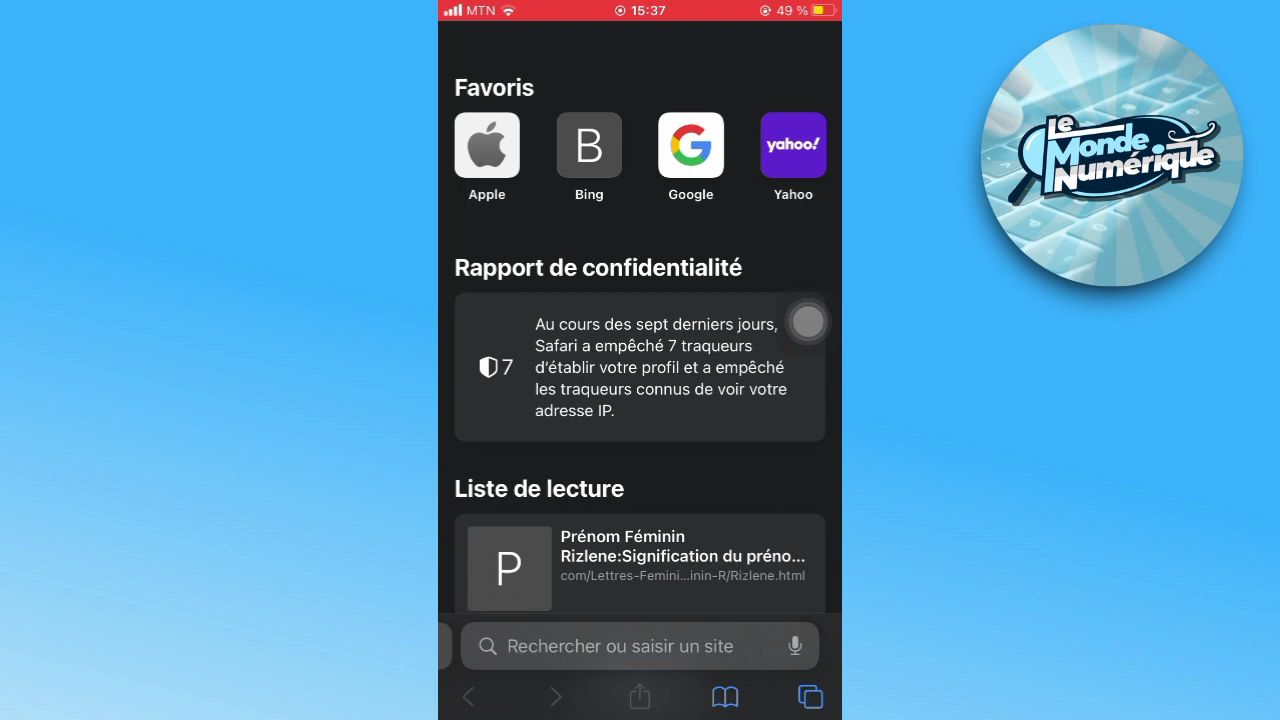 MTN 15:37 49 %
Favoris
B
yahoo!
Apple Bing Google Yahoo
Rapport de confidentialité
Au cours des sept derniers jours,
Safari a empêché 7 traqueurs
7
d'établir votre profil et a empêché
les traqueurs connus de voir votre
adresse IP.
Liste de lecture
P
Prénom Féminin
Rizlene:Signification du préno...
com/Lettres-Femini...inin-R/Rizlene.html
Rechercher ou saisir un site
Le
Monde
Numérique